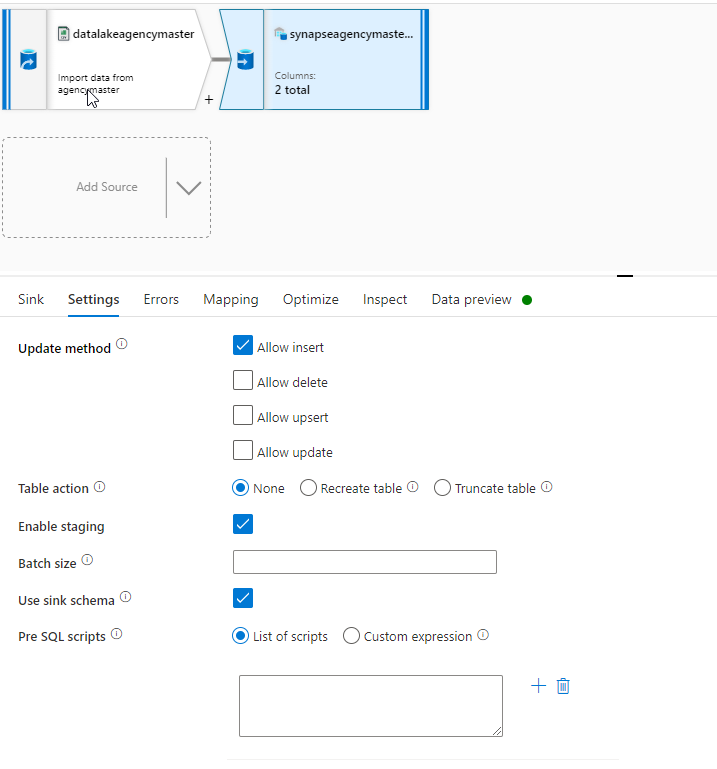 datalakeagencymaster
Import data from
agencymaster
+
synapseagencymaste...
Columns:
2 total
Add Source
Sink Settings Errors Mapping Optimize Inspect Data preview
Update method Allow insert
Allow delete
Allow upsert
Allow update
Table action None Recreate table Truncate table
Enable staging
Batch size
Use sink schema
Pre SQL scripts List of scripts Custom expression